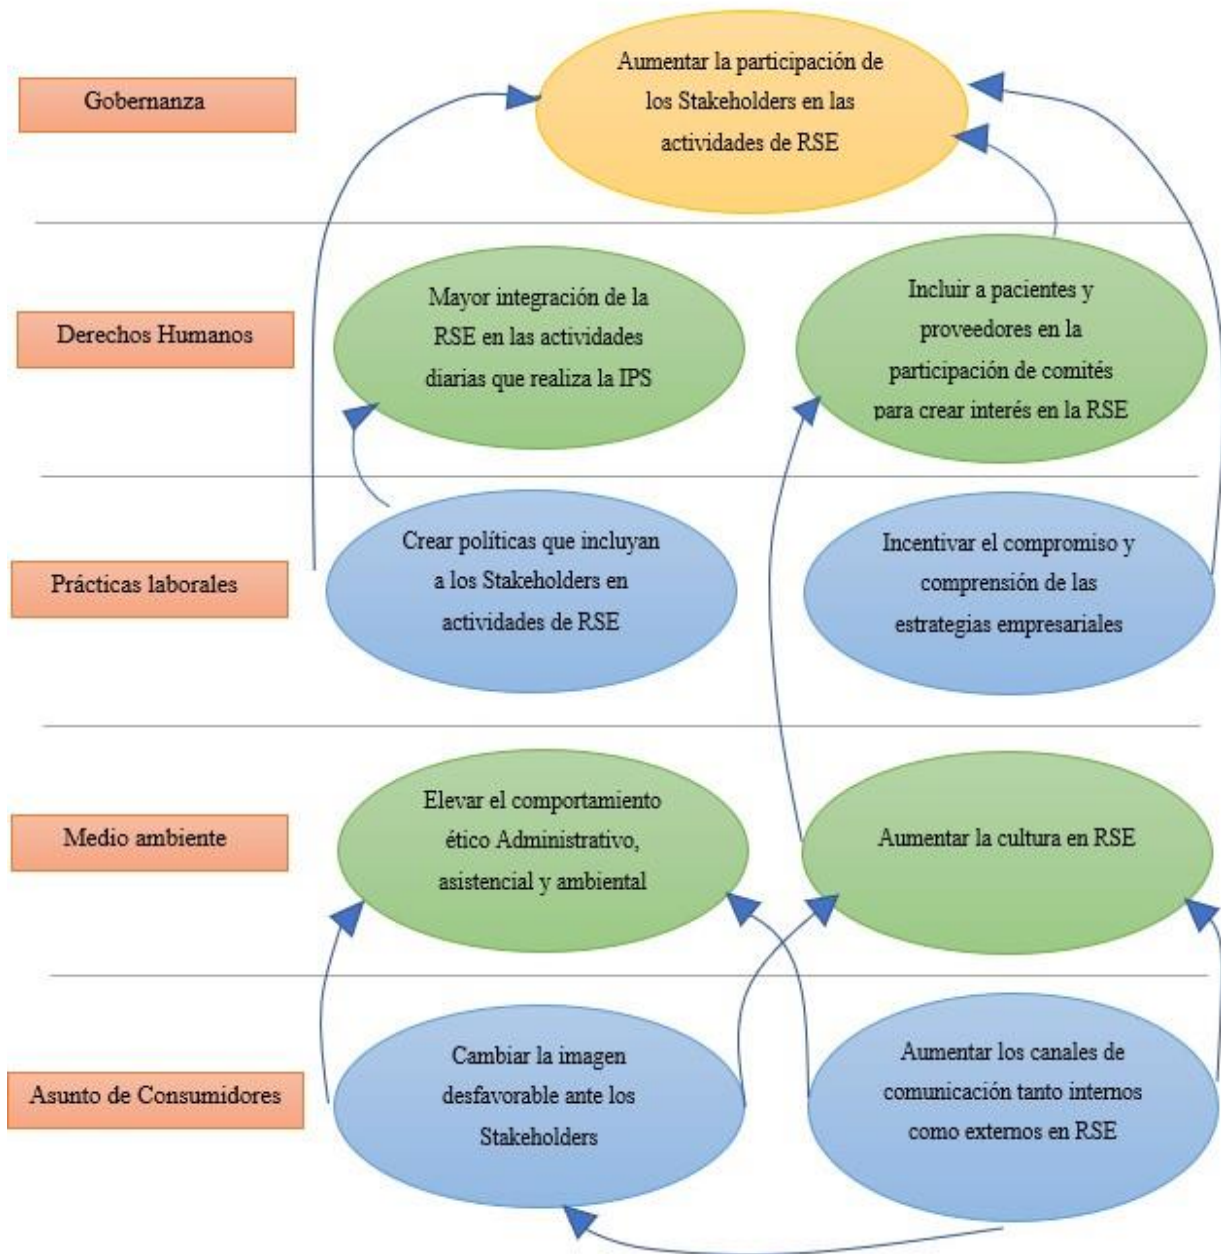 Gobernanza
Aumentar la participación de
los Stakeholders en las
actividades de RSE
Derechos Humanos
Mayor integración de la
RSE en las actividades
diarias que realiza la IPS
Incluir a pacientes y
proveedores en la
participación de comités
para crear interés en la RSE
Prácticas laborales
Crear políticas que incluyan
a los Stakeholders en
actividades de RSE
Incentivar el compromiso y
comprensión de las
estrategias empresariales
Medio ambiente
Elevar el comportamiento
ético Administrativo,
asistencial y ambiental
Aumentar la cultura en RSE
Asunto de Consumidores
Cambiar la imagen
desfavorable ante los
Stakeholders
Aumentar los canales de
comunicación tanto internos
como externos en RSE